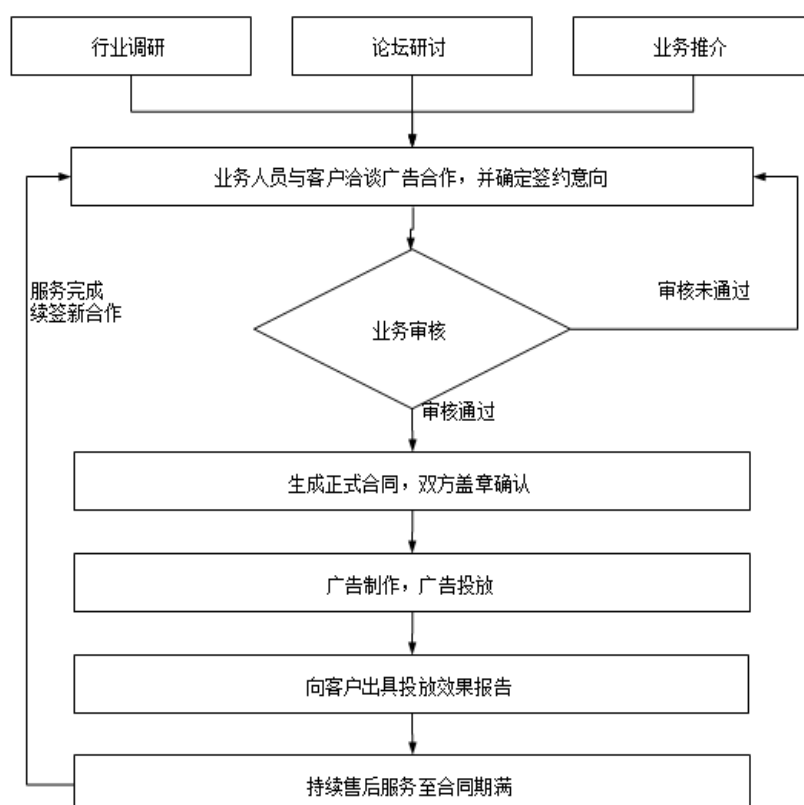 行业调研
论坛研讨
业务推介
业务人员与客户洽谈广告合作，并确定签约意向
服务完成
续签新合作
审核未通过
业务审核
审核通过
生成正式合同，双方盖章确认
广告制作，广告投放
向客户出具投放效果报告
持续售后服务至合同期满